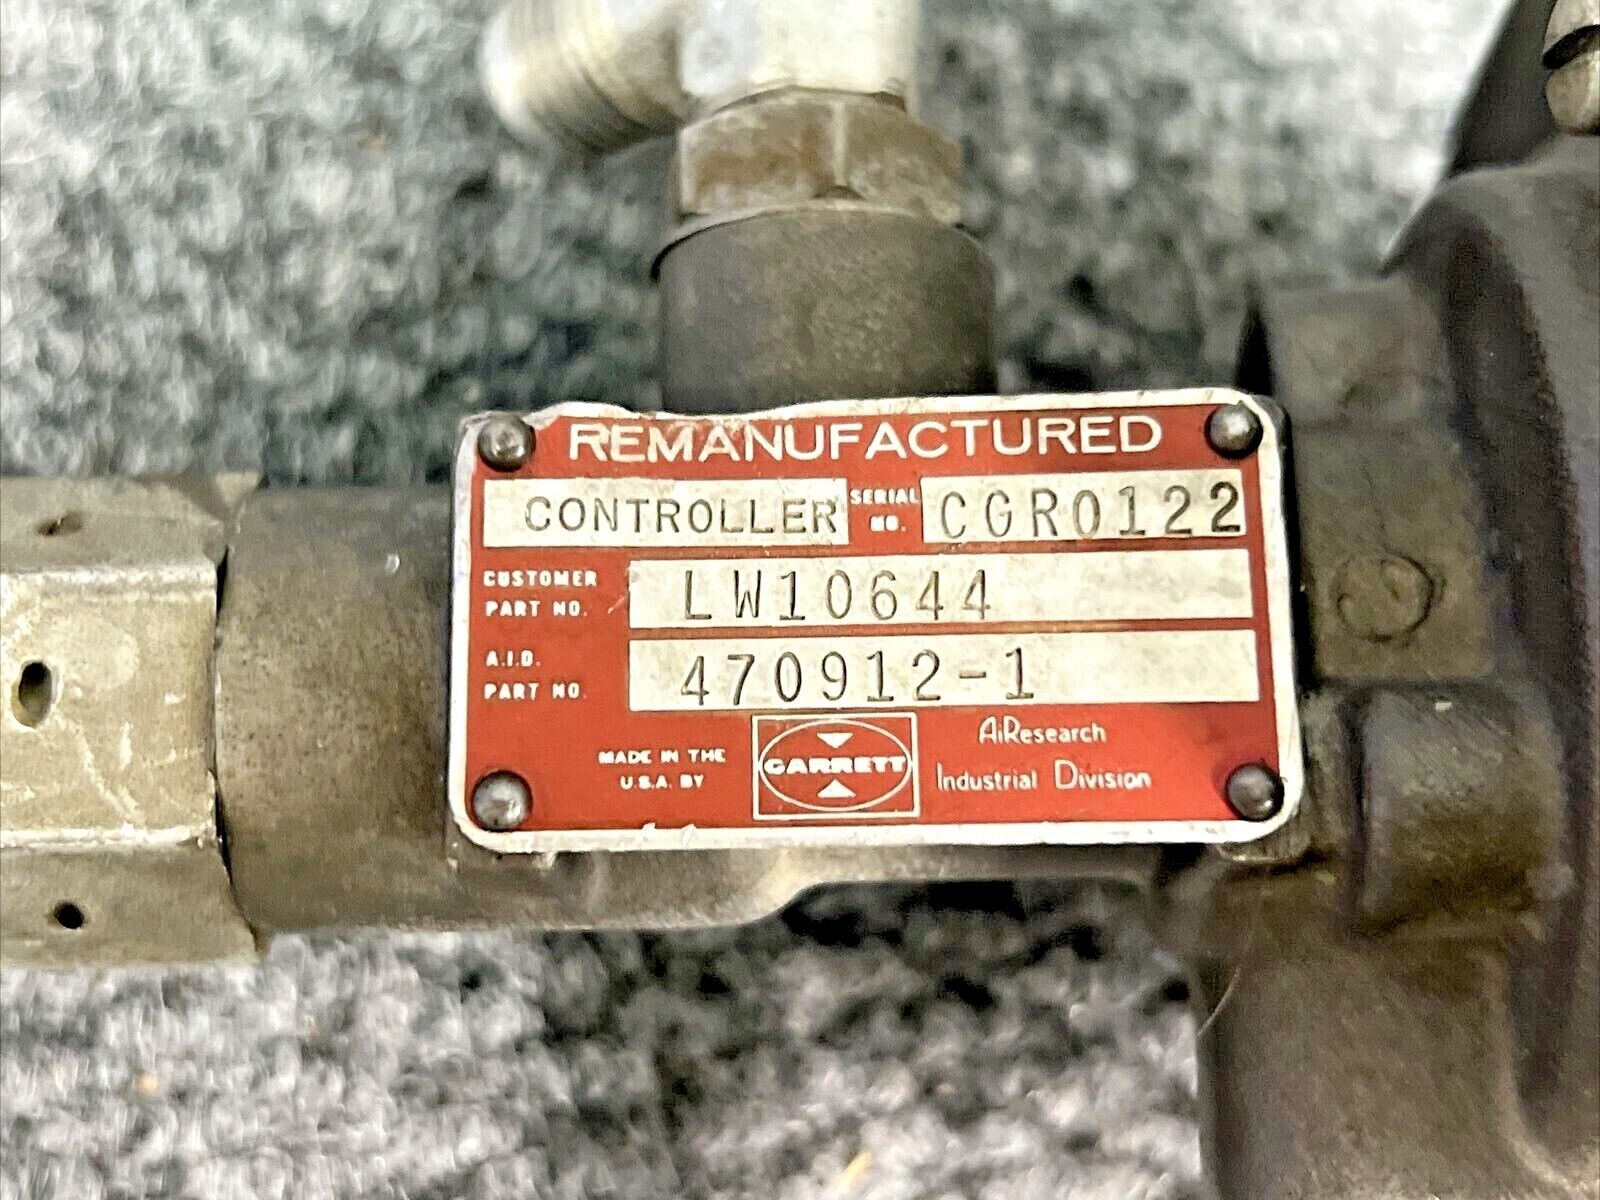 REMANUFACTURED
CONTROLLER SERIAL NO. CGR0122
CUSTOMER PART NO. LW10644
A.I.D. PART NO. 470912-1
MADE IN THE U.S.A. BY GARRETT AiResearch Industrial Division